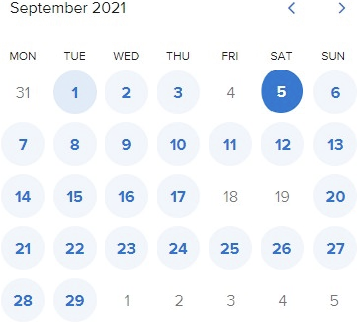 September 2021
MON TUE WED THU FRI SAT SUN
31 1 2 3 4 5 6
7 8 9 10 11 12 13
14 15 16 17 18 19 20
21 22 23 24 25 26 27
28 29 1 2 3 4 5